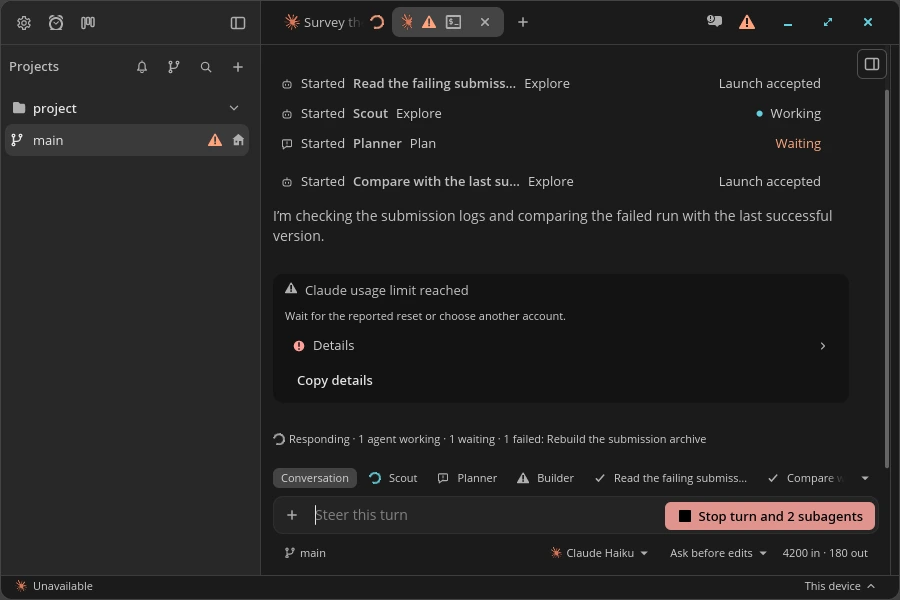 Survey th
Projects
project
main
Started Read the failing submiss... Explore Launch accepted
Started Scout Explore Working
Started Planner Plan Waiting
Started Compare with the last su... Explore Launch accepted
I'm checking the submission logs and comparing the failed run with the last successful
version.
Claude usage limit reached
Wait for the reported reset or choose another account.
Details
Copy details
Responding · 1 agent working · 1 waiting · 1 failed: Rebuild the submission archive
Conversation Scout Planner Builder Read the failing submiss... Compare w
Steer this turn Stop turn and 2 subagents
main Claude Haiku Ask before edits 4200 in · 180 out
Unavailable This device